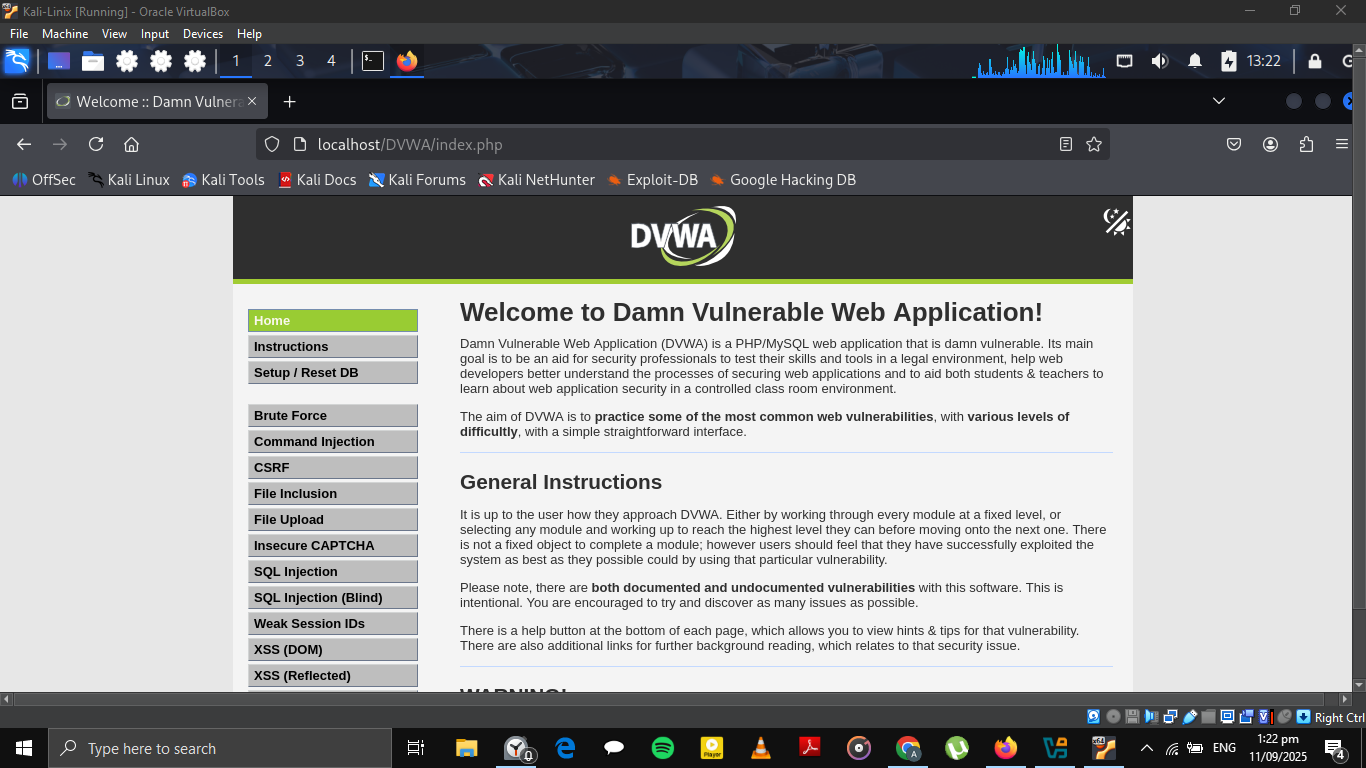 Kali-Linix [Running] - Oracle VirtualBox
File Machine View Input Devices Help
1 2 3 4 13:22
Welcome :: Damn Vulnera
localhost/DVWA/index.php
OffSec Kali Linux Kali Tools Kali Docs Kali Forums Kali NetHunter Exploit-DB Google Hacking DB
DVWA
Home
Instructions
Setup / Reset DB
Brute Force
Command Injection
CSRF
File Inclusion
File Upload
Insecure CAPTCHA
SQL Injection
SQL Injection (Blind)
Weak Session IDs
XSS (DOM)
XSS (Reflected)
Welcome to Damn Vulnerable Web Application!
Damn Vulnerable Web Application (DVWA) is a PHP/MySQL web application that is damn vulnerable. Its main
goal is to be an aid for security professionals to test their skills and tools in a legal environment, help web
developers better understand the processes of securing web applications and to aid both students & teachers to
learn about web application security in a controlled class room environment.
The aim of DVWA is to practice some of the most common web vulnerabilities, with various levels of
difficultly, with a simple straightforward interface.
General Instructions
It is up to the user how they approach DVWA. Either by working through every module at a fixed level, or
selecting any module and working up to reach the highest level they can before moving onto the next one. There
is not a fixed object to complete a module; however users should feel that they have successfully exploited the
system as best as they possible could by using that particular vulnerability.
Please note, there are both documented and undocumented vulnerabilities with this software. This is
intentional. You are encouraged to try and discover as many issues as possible.
There is a help button at the bottom of each page, which allows you to view hints & tips for that vulnerability.
There are also additional links for further background reading, which relates to that security issue.
WARNING!
Right Ctrl
Type here to search
Player
A
x64
ENG
1:22 pm
11/09/2025
4